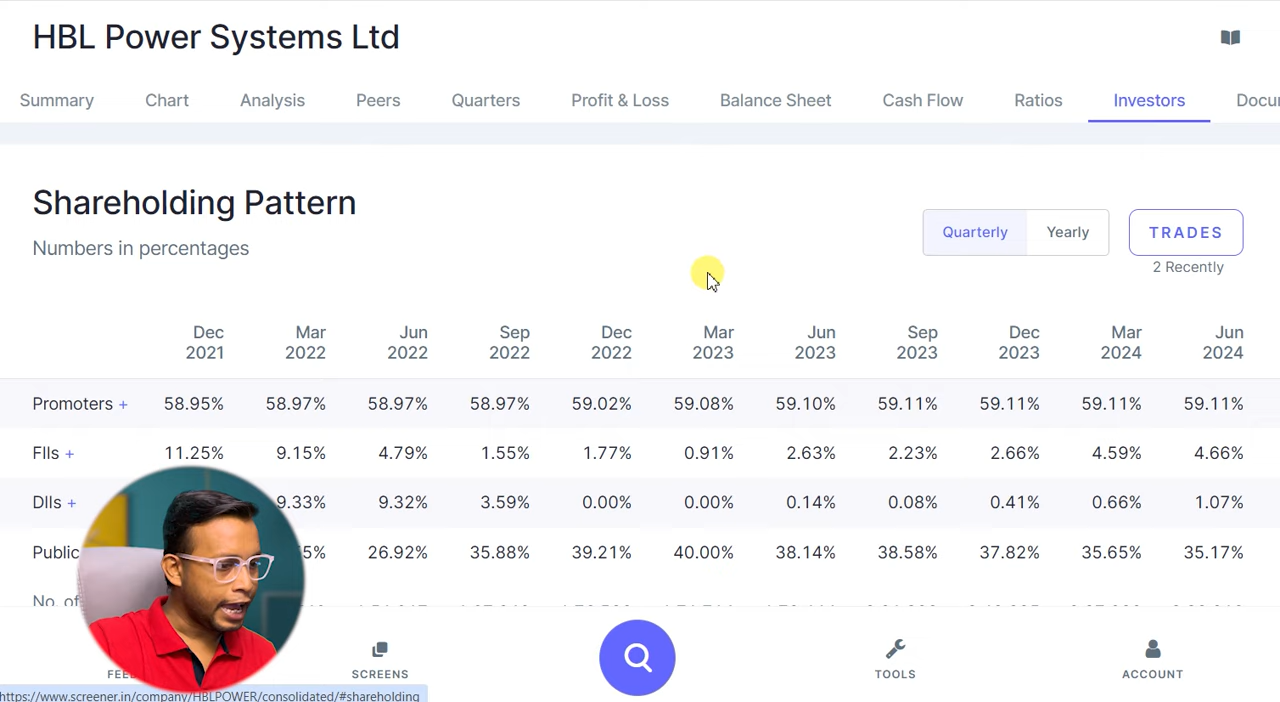 HBL Power Systems Ltd
Summary Chart Analysis Peers Quarters Profit & Loss Balance Sheet Cash Flow Ratios Investors Docu
Shareholding Pattern
Numbers in percentages
Quarterly Yearly TRADES
2 Recently
Dec Mar Jun Sep Dec Mar Jun Sep Dec Mar Jun
2021 2022 2022 2022 2022 2023 2023 2023 2023 2024 2024
Promoters + 58.95% 58.97% 58.97% 58.97% 59.02% 59.08% 59.10% 59.11% 59.11% 59.11% 59.11%
FIIs + 11.25% 9.15% 4.79% 1.55% 1.77% 0.91% 2.63% 2.23% 2.66% 4.59% 4.66%
DIIs + 9.33% 9.32% 3.59% 0.00% 0.00% 0.14% 0.08% 0.41% 0.66% 1.07%
Public 5% 26.92% 35.88% 39.21% 40.00% 38.14% 38.58% 37.82% 35.65% 35.17%
No. of
FEE SCREENS TOOLS ACCOUNT
https://www.screener.in/company/HBLPOWER/consolidated/#shareholding